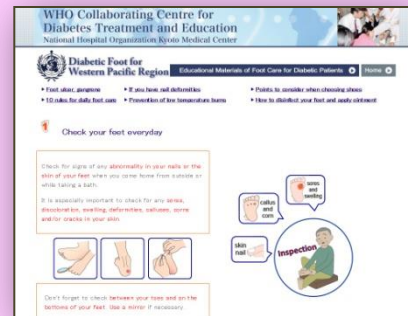 WHO Collaborating Centre for
Diabetes Treatment and Education
National Hospital Organization Kyoto Medical Center
Diabetic Foot for
Western Pacific Region
Educational Materials of Foot Care for Diabetic Patients
Home
Foot ulcer, gangrene
If you have nail deformities
Points to consider when choosing shoes
10 rules for daily foot care
Prevention of low temperature burns
How to disinfect your feet and apply ointment
1
Check your feet everyday
Check for signs of any abnormality in your nails or the
skin of your feet when you come home from outside or
while taking a bath.
It is especially important to check for any sores,
discoloration, swelling, deformities, calluses, corns
and/or cracks in your skin.
sores
and
swelling
callus
and
corn
skin
nail
Inspection
Don't forget to check between your toes and on the
bottoms of your feet. Use a mirror if necessary.